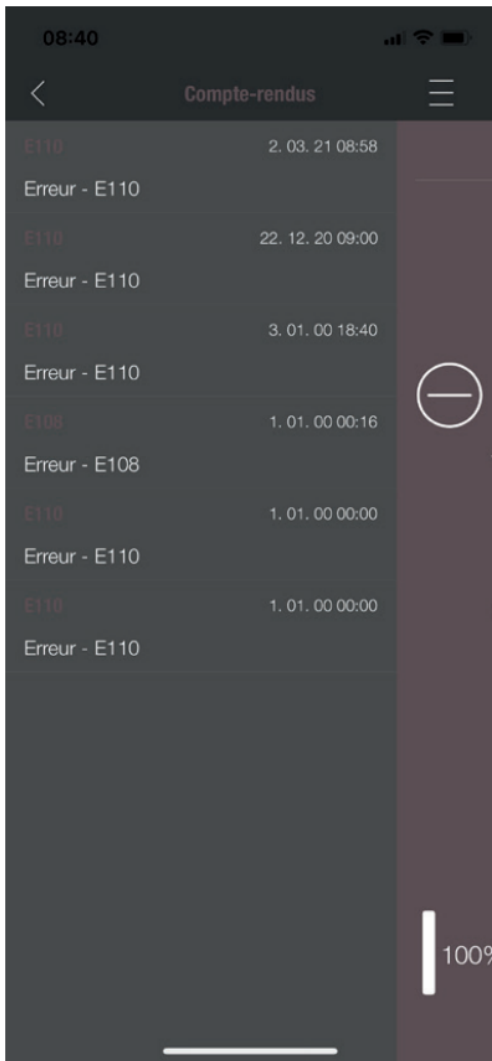 08:40
Compte-rendus
E110 2. 03. 21 08:58
Erreur - E110
E110 22. 12. 20 09:00
Erreur - E110
E110 3. 01. 00 18:40
Erreur - E110
E108 1. 01. 00 00:16
Erreur - E108
E110 1. 01. 00 00:00
Erreur - E110
E110 1. 01. 00 00:00
Erreur - E110
100%